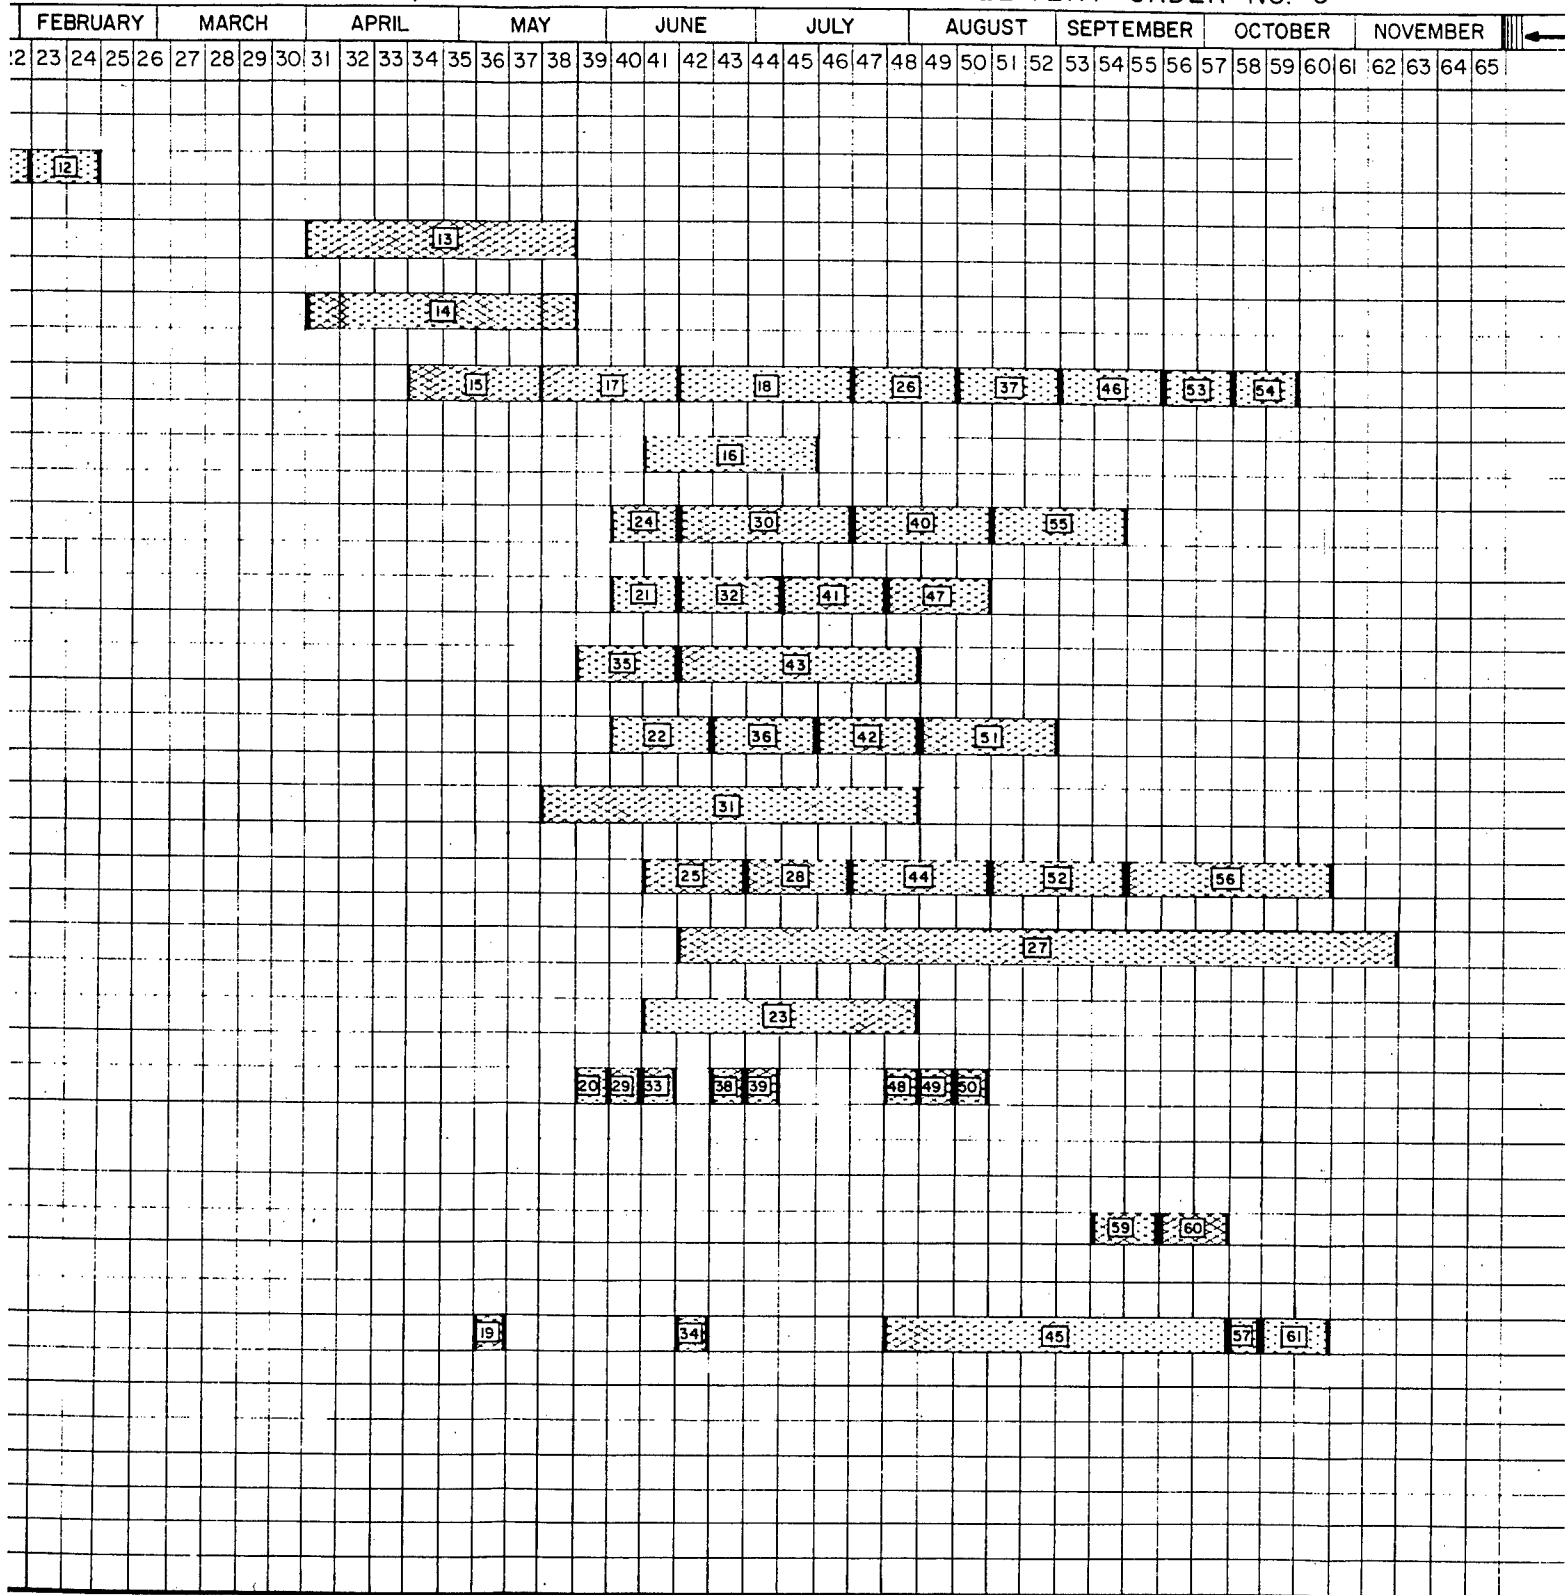 ORDER NO.
FEBRUARY MARCH APRIL MAY JUNE JULY AUGUST SEPTEMBER OCTOBER NOVEMBER
22 23 24 25 26 27 28 29 30 31 32 33 34 35 36 37 38 39 40 41 42 43 44 45 46 47 48 49 50 51 52 53 54 55 56 57 58 59 60 61 62 63 64 65
12
13
14
15 17 18 26 37 46 53 54
16
24 30 40 55
21 32 41 47
35 43
22 36 42 51
31
25 28 44 52 56
27
23
20 29 33 38 39 48 49 50
59 60
19 34 45 57 61